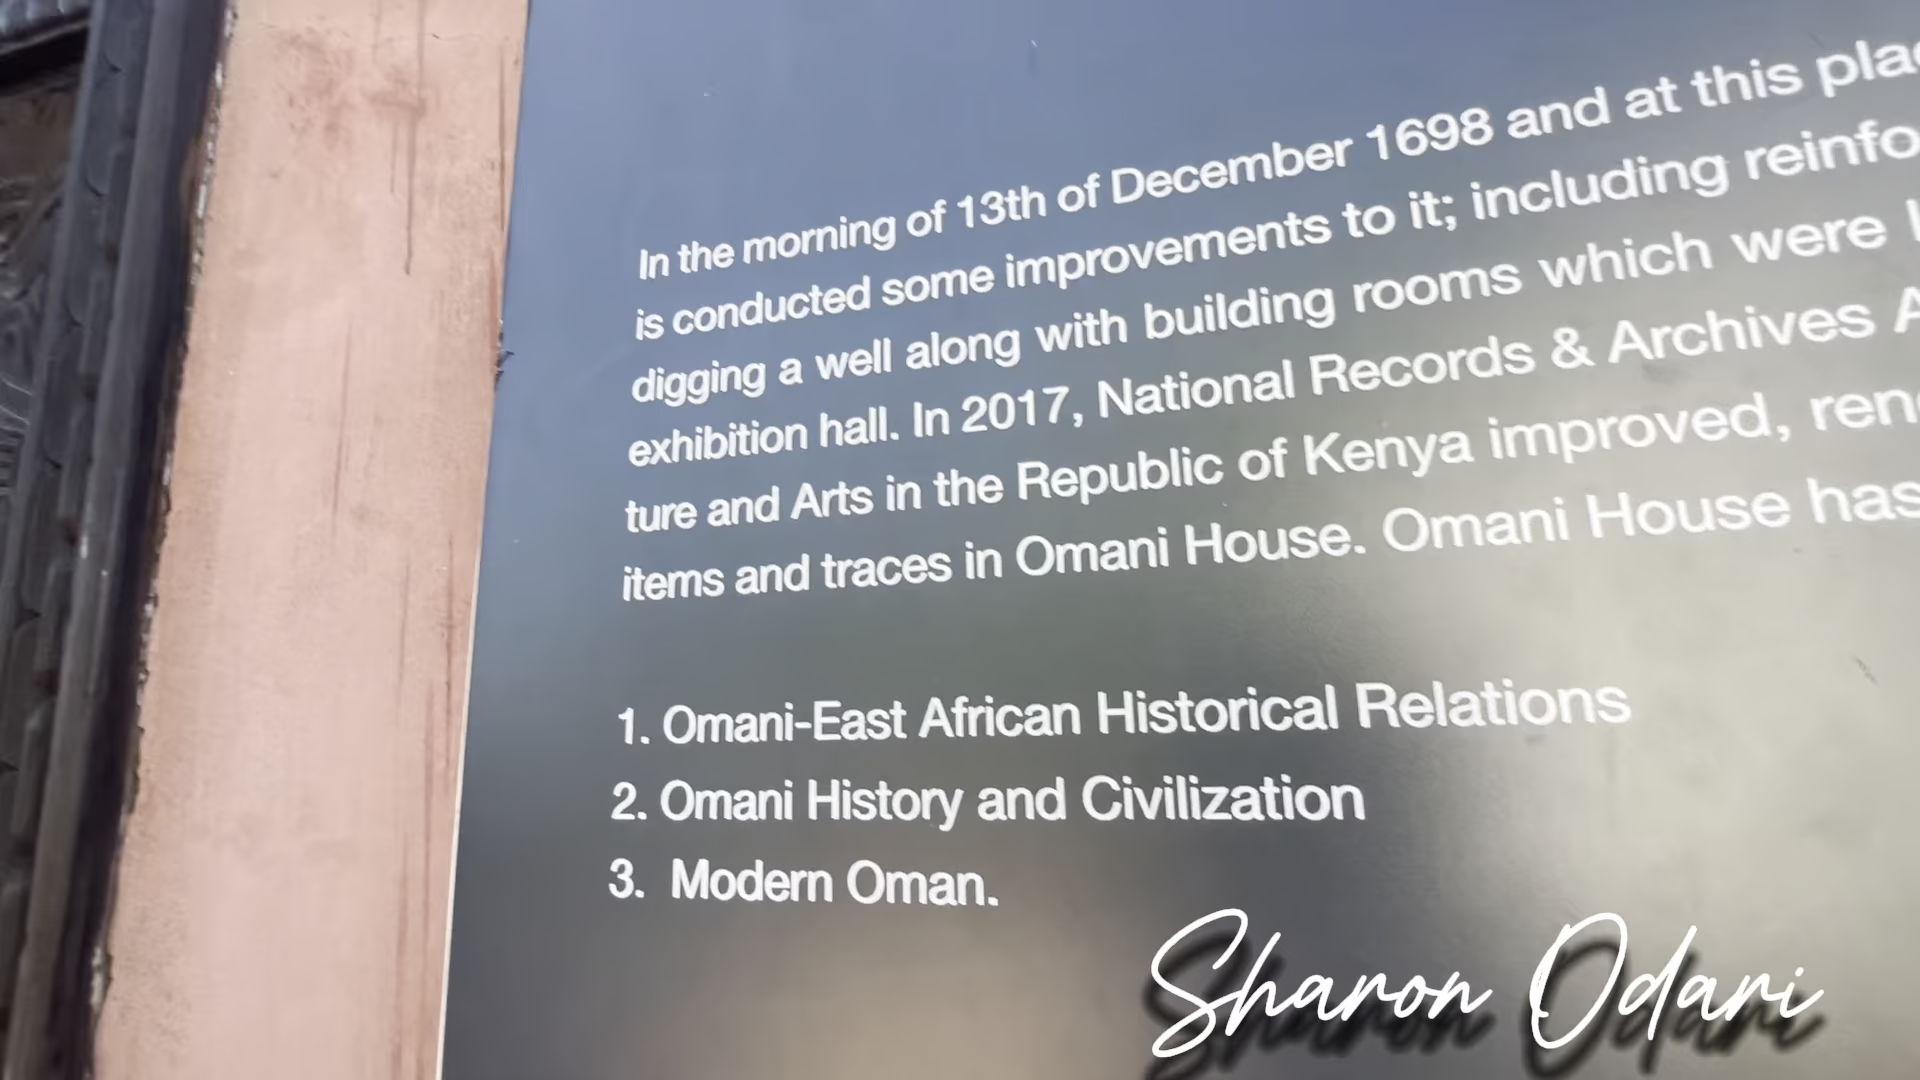 In the morning of 13th of December 1698 and at this
is conducted some improvements to it; including
digging a well along with building rooms which were
exhibition hall. In 2017, National Records & Archives
ture and Arts in the Republic of Kenya improved,
items and traces in Omani House. Omani House has
1. Omani-East African Historical Relations
2. Omani History and Civilization
3. Modern Oman.
Sharon Odari